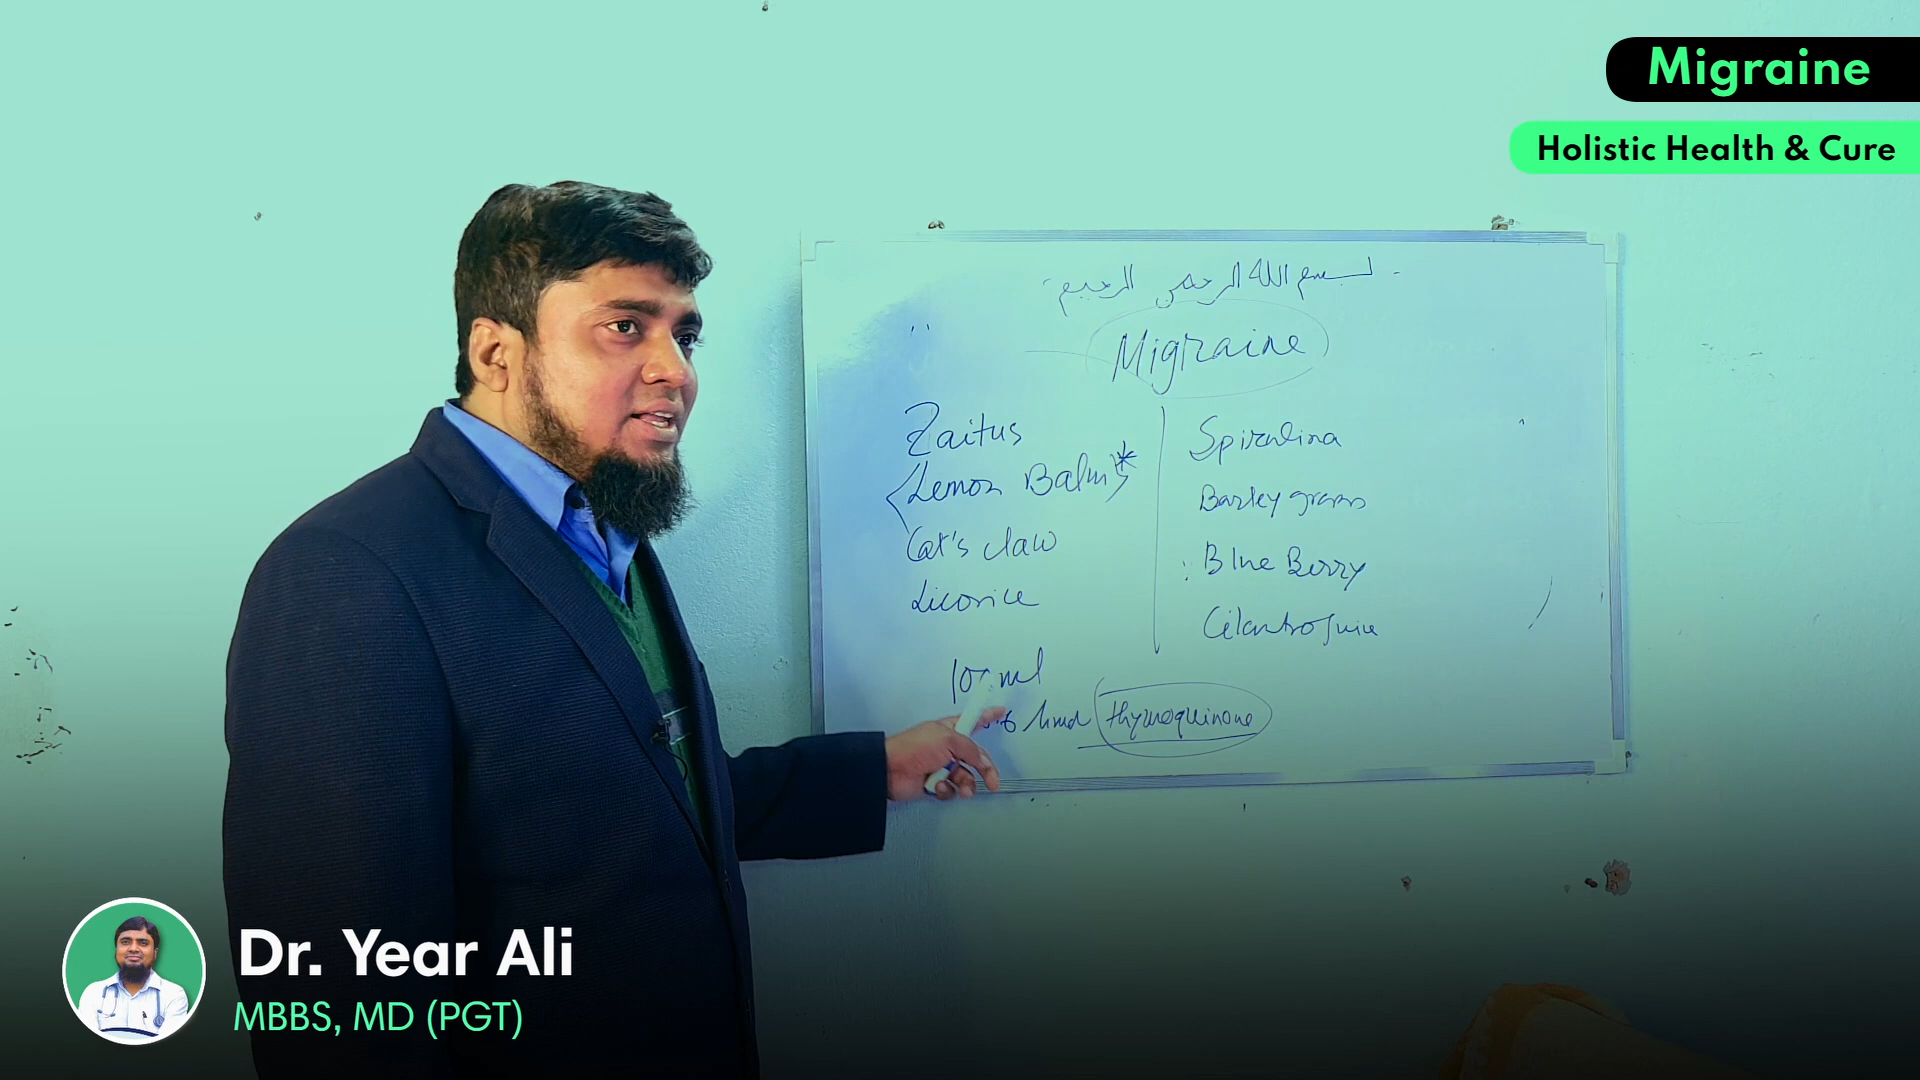 Migraine
Holistic Health & Cure
بسم الله الرحمن الرحيم
Migraine
Zaitus
Lemon Balm *
Cat's claw
Licorice
Spirulina
Barley grass
Blue Berry
Cilantro Juice
100 ml
thymoquinone
Dr. Year Ali
MBBS, MD (PGT)